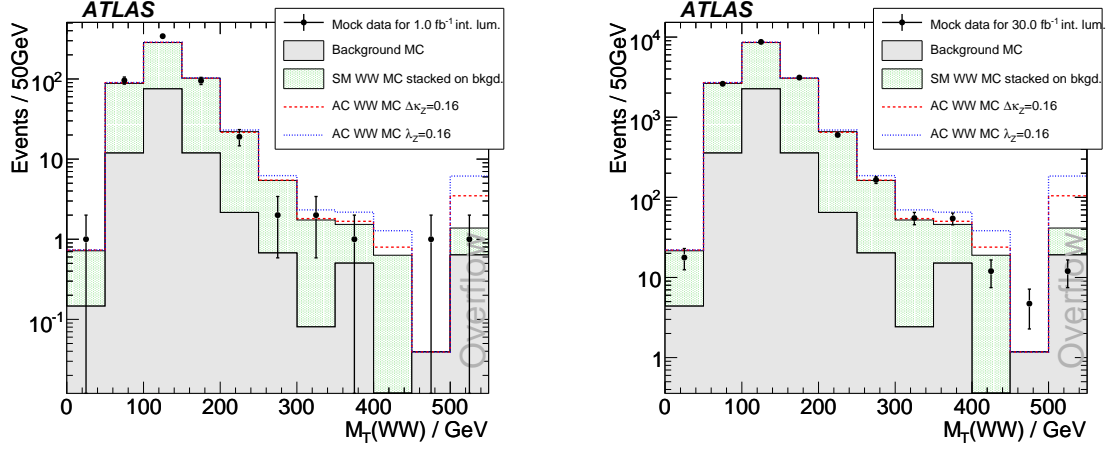 ATLAS
Mock data for 1.0 fb⁻¹ int. lum.
Background MC
SM WW MC stacked on bkgd.
AC WW MC Δκ_Z=0.16
AC WW MC λ_Z=0.16
Events / 50GeV
10²
10
1
10⁻¹
Overflow
0 100 200 300 400 500
M_T(WW) / GeV
ATLAS
Mock data for 30.0 fb⁻¹ int. lum.
Background MC
SM WW MC stacked on bkgd.
AC WW MC Δκ_Z=0.16
AC WW MC λ_Z=0.16
Events / 50GeV
10⁴
10³
10²
10
1
Overflow
0 100 200 300 400 500
M_T(WW) / GeV